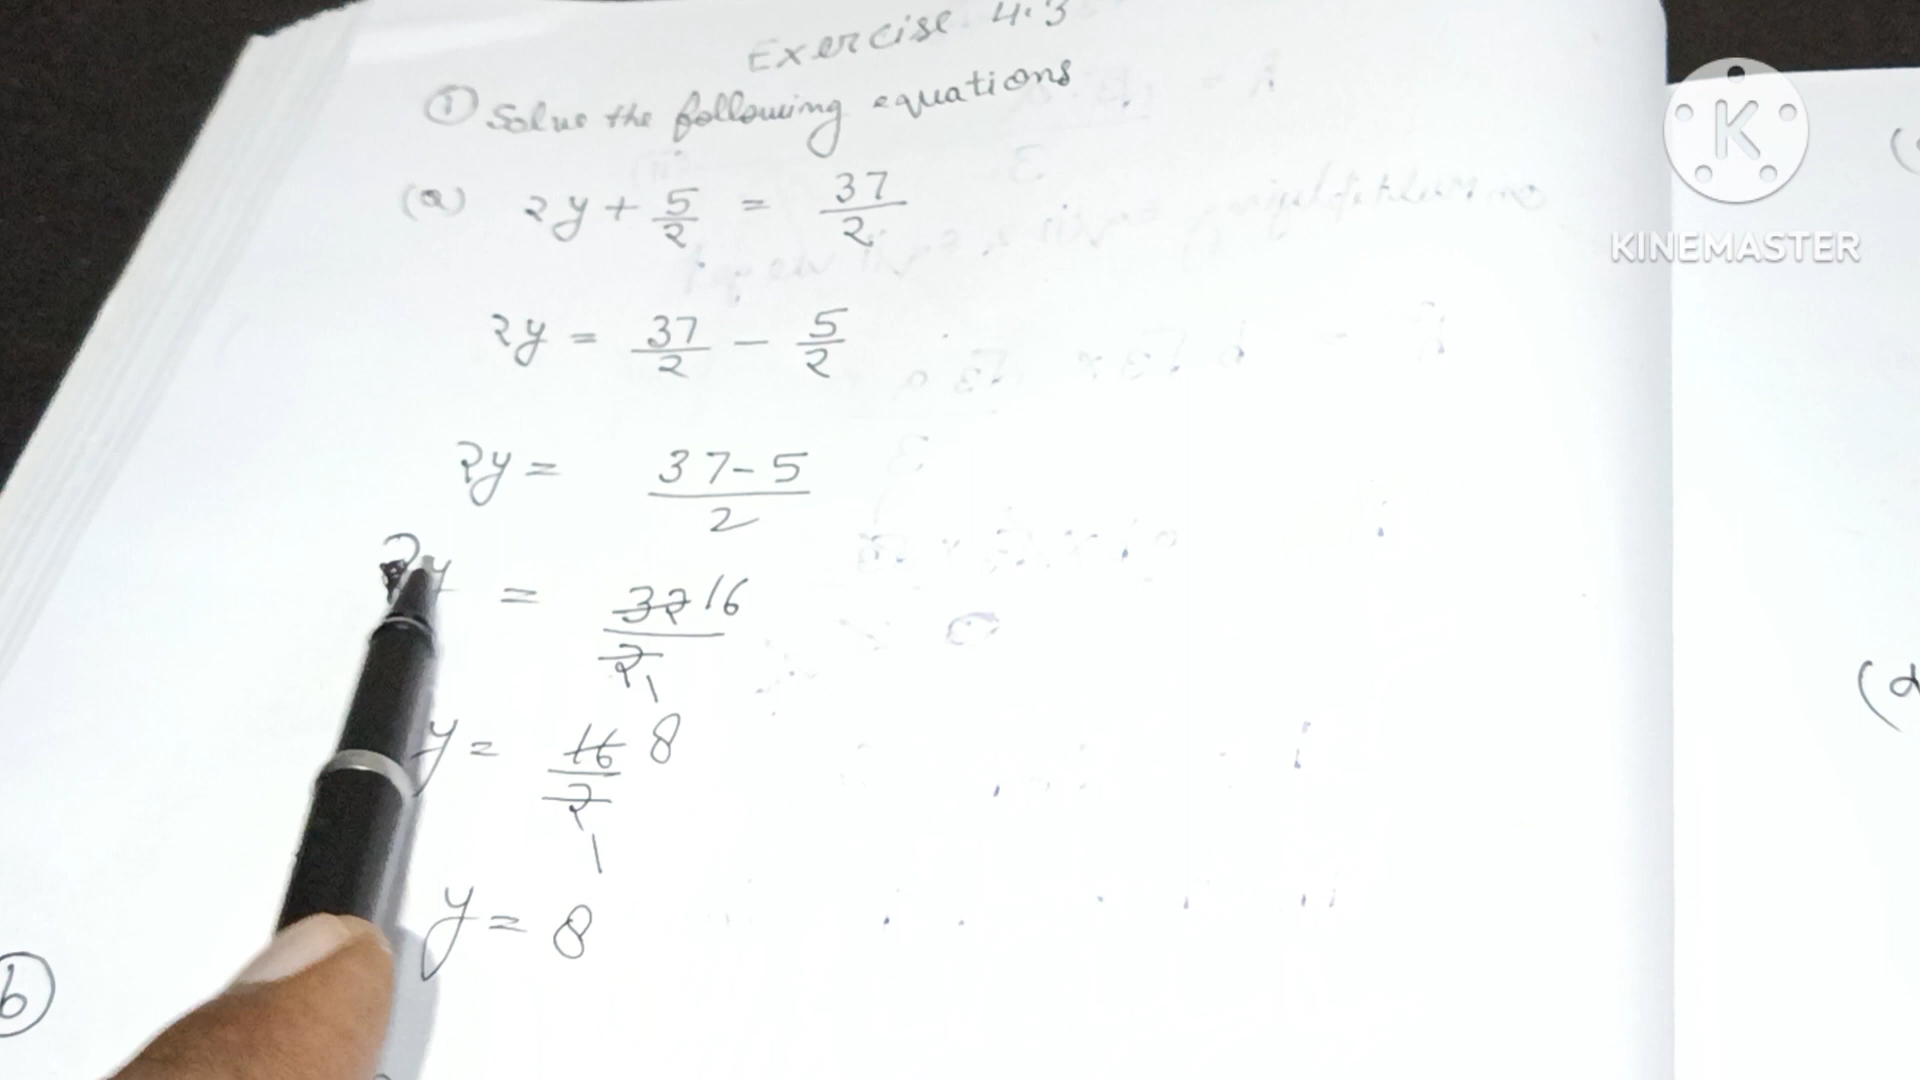 Exercise 4.3
① Solve the following equations
(a) 2y + 5/2 = 37/2
2y = 37/2 - 5/2
2y = 37-5/2
2y = 32 16/2 1
y = 16 8/2 1
y = 8
b
(d
K
KINEMASTER